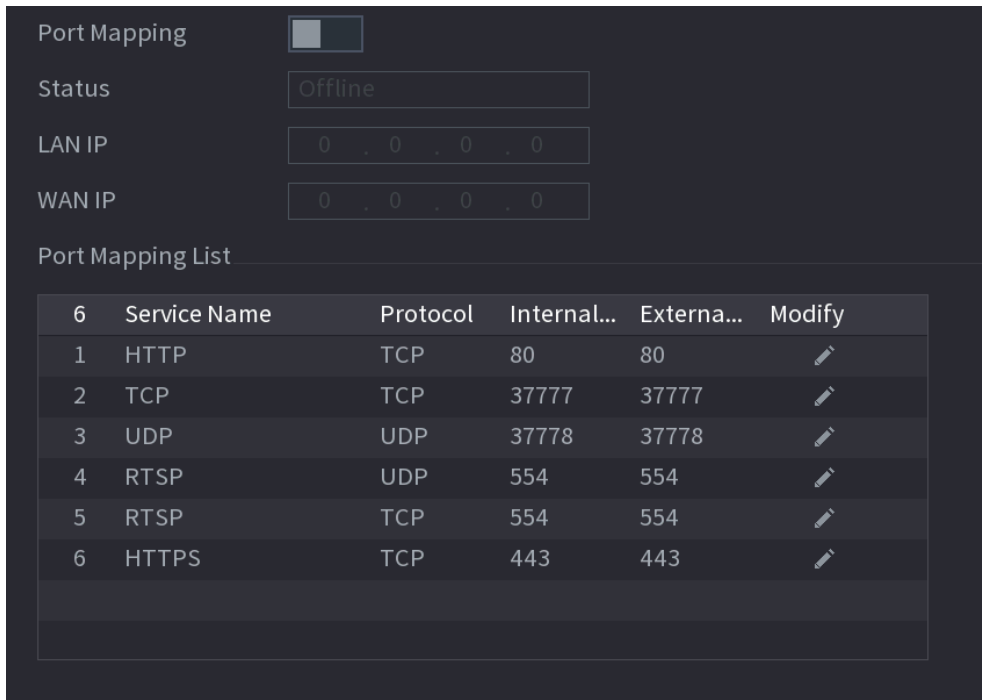 Port Mapping
Status Offline
LAN IP 0 . 0 . 0 . 0
WAN IP 0 . 0 . 0 . 0
Port Mapping List
6 Service Name Protocol Internal... Externa... Modify
1 HTTP TCP 80 80
2 TCP TCP 37777 37777
3 UDP UDP 37778 37778
4 RTSP UDP 554 554
5 RTSP TCP 554 554
6 HTTPS TCP 443 443